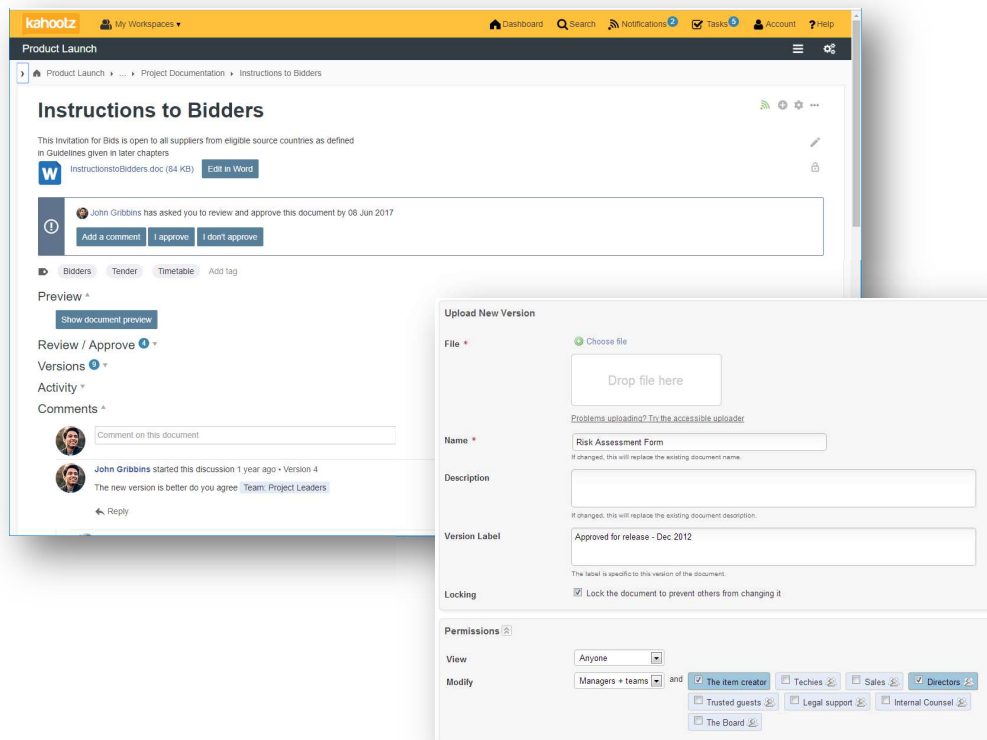 kahootz My Workspaces ▾ Dashboard Search Notifications 2 Tasks 5 Account ? Help
Product Launch
Product Launch › ... › Project Documentation › Instructions to Bidders
Instructions to Bidders
This Invitation for Bids is open to all suppliers from eligible source countries as defined
in Guidelines given in later chapters
W InstructionstoBidders.doc (84 KB) Edit in Word
John Gribbins has asked you to review and approve this document by 08 Jun 2017
Add a comment I approve I don't approve
Bidders Tender Timetable Add tag
Preview
Show document preview
Review / Approve 4
Versions 9
Activity
Comments
Comment on this document
John Gribbins started this discussion 1 year ago • Version 4
The new version is better do you agree Team: Project Leaders
Reply
Upload New Version
File * Choose file
Drop file here
Problems uploading? Try the accessible uploader
Name * Risk Assessment Form
If changed, this will replace the existing document name.
Description
If changed, this will replace the existing document description.
Version Label Approved for release - Dec 2012
The label is specific to this version of the document.
Locking Lock the document to prevent others from changing it
Permissions
View Anyone
Modify Managers + teams and The item creator Techies Sales Directors
Trusted guests Legal support Internal Counsel
The Board